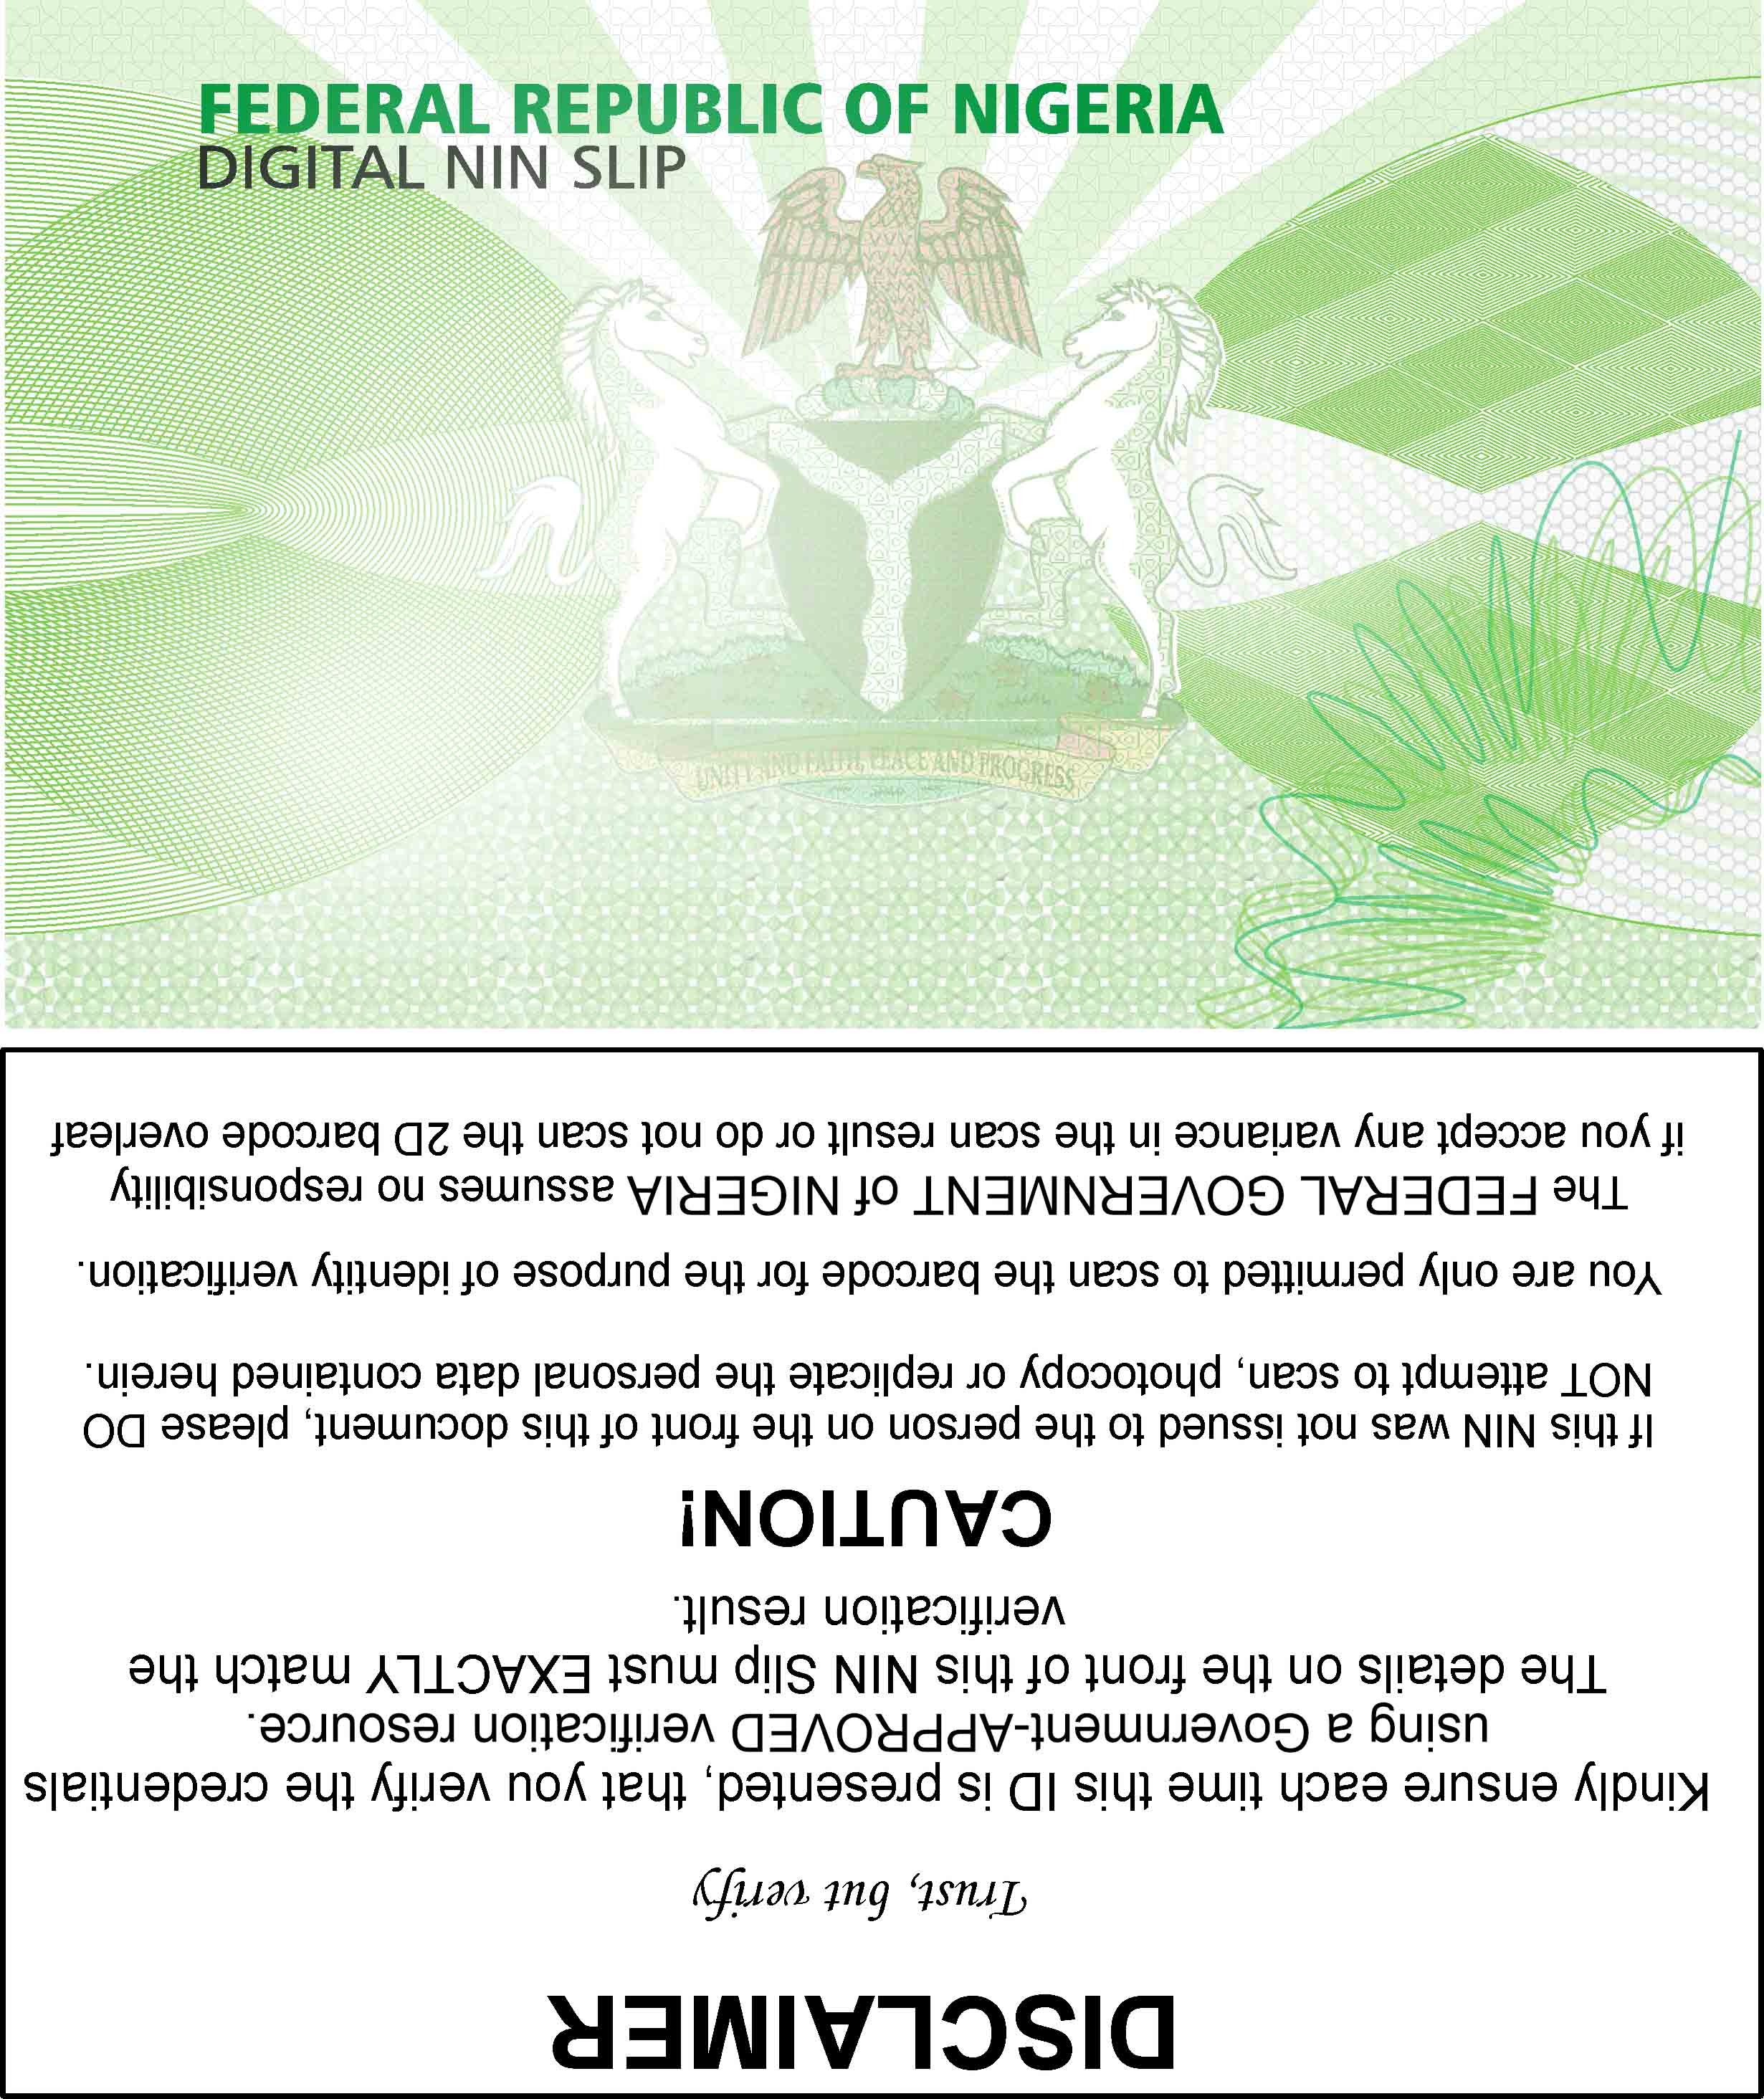 FEDERAL REPUBLIC OF NIGERIA
DIGITAL NIN SLIP
UNITY AND FAITH, PEACE AND PROGRESS
DISCLAIMER
Trust, but verify
Kindly ensure each time this ID is presented, that you verify the credentials
using a Government-APPROVED verification resource.
The details on the front of this NIN Slip must EXACTLY match the
verification result.
CAUTION!
If this NIN was not issued to the person on the front of this document, please DO
NOT attempt to scan, photocopy or replicate the personal data contained herein.
You are only permitted to scan the barcode for the purpose of identity verification.
The FEDERAL GOVERNMENT of NIGERIA assumes no responsibility
if you accept any variance in the scan result or do not scan the 2D barcode overleaf